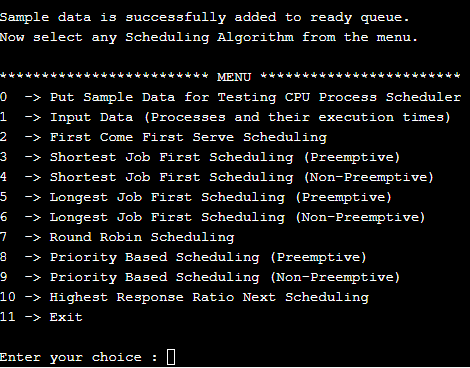 Sample data is successfully added to ready queue.
Now select any Scheduling Algorithm from the menu.
************************* MENU ************************
0  -> Put Sample Data for Testing CPU Process Scheduler
1  -> Input Data (Processes and their execution times)
2  -> First Come First Serve Scheduling
3  -> Shortest Job First Scheduling (Preemptive)
4  -> Shortest Job First Scheduling (Non-Preemptive)
5  -> Longest Job First Scheduling (Preemptive)
6  -> Longest Job First Scheduling (Non-Preemptive)
7  -> Round Robin Scheduling
8  -> Priority Based Scheduling (Preemptive)
9  -> Priority Based Scheduling (Non-Preemptive)
10 -> Highest Response Ratio Next Scheduling
11 -> Exit
Enter your choice :